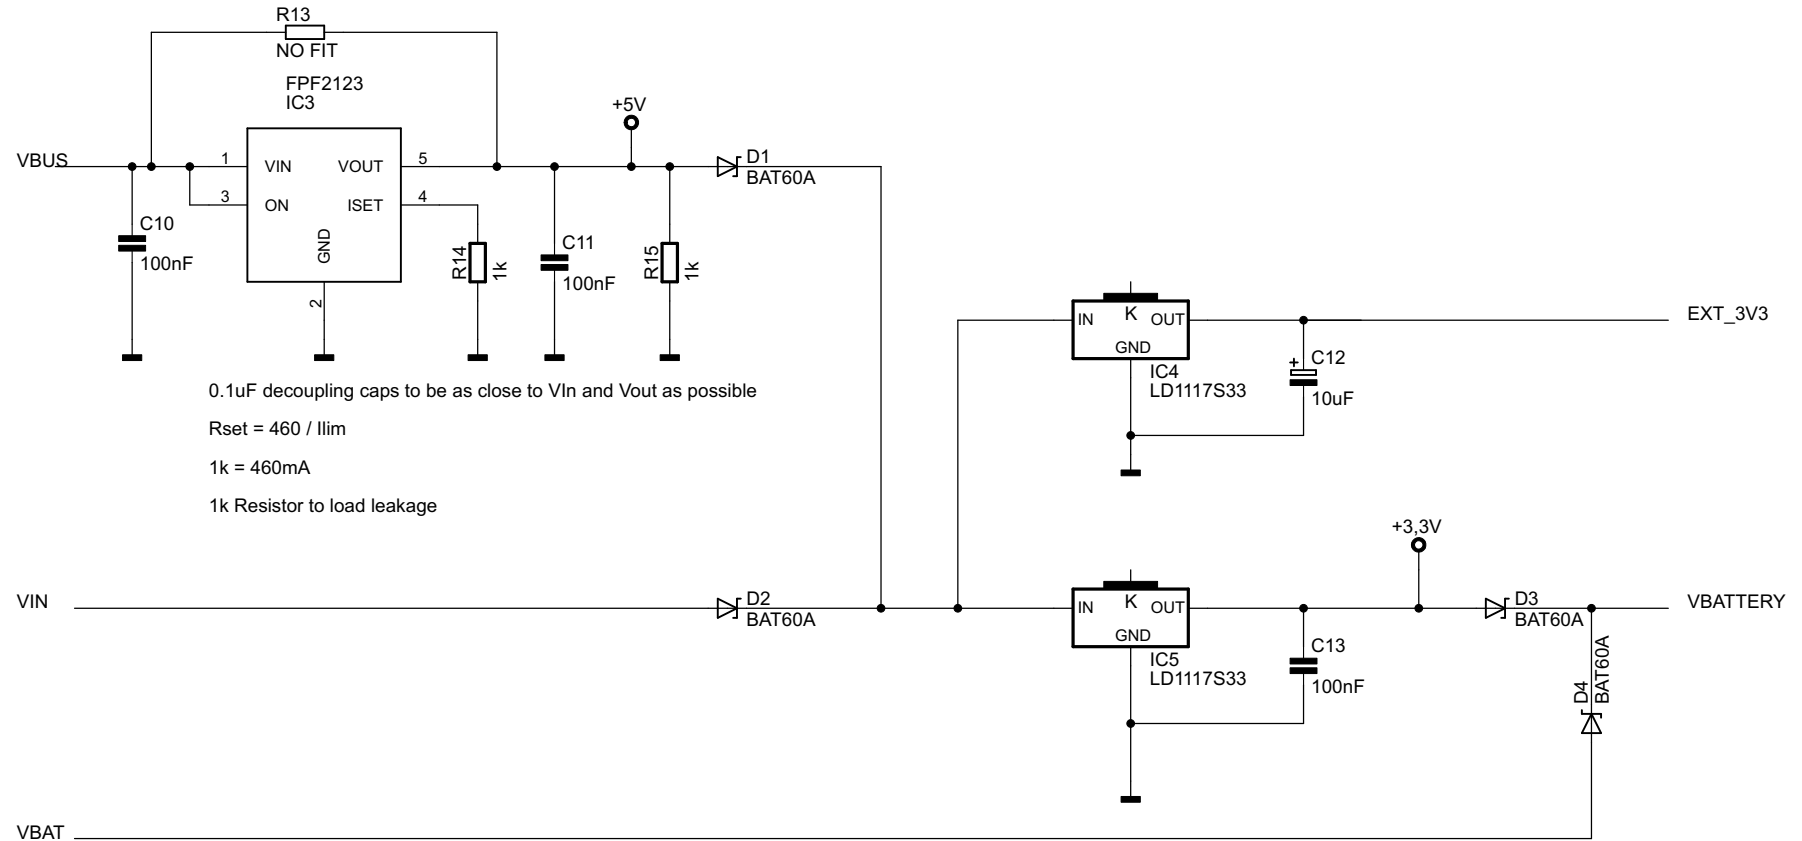 R13
NO FIT
FPF2123
IC3
+5V
VBUS
1
VIN
VOUT
5
D1
BAT60A
3
ON
ISET
4
GND
2
C10
100nF
R14
1k
C11
100nF
R15
1k
IN
K
OUT
GND
EXT_3V3
IC4
LD1117S33
+
C12
10uF
0.1uF decoupling caps to be as close to VIn and Vout as possible
Rset = 460 / Ilim
1k = 460mA
1k Resistor to load leakage
+3,3V
VIN
D2
BAT60A
IN
K
OUT
GND
IC5
LD1117S33
D3
BAT60A
VBATTERY
C13
100nF
D4
BAT60A
VBAT